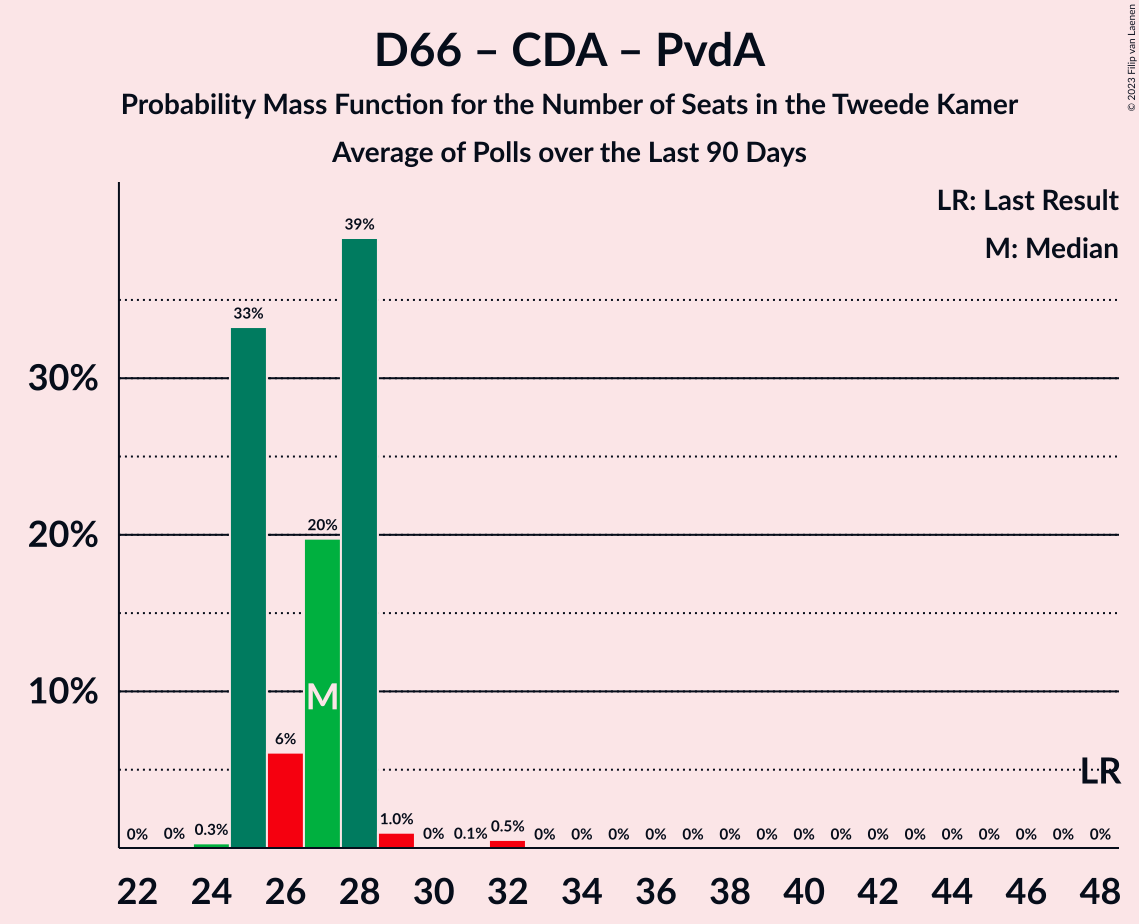 D66 – CDA – PvdA
Probability Mass Function for the Number of Seats in the Tweede Kamer
Average of Polls over the Last 90 Days
© 2023 Filip van Laenen
LR: Last Result
M: Median
39%
33%
30%
20%
20%
10%
M
6%
LR
0% 0% 0.3% 1.0% 0% 0.1% 0.5% 0% 0% 0% 0% 0% 0% 0% 0% 0% 0% 0% 0% 0% 0% 0% 0%
22 24 26 28 30 32 34 36 38 40 42 44 46 48